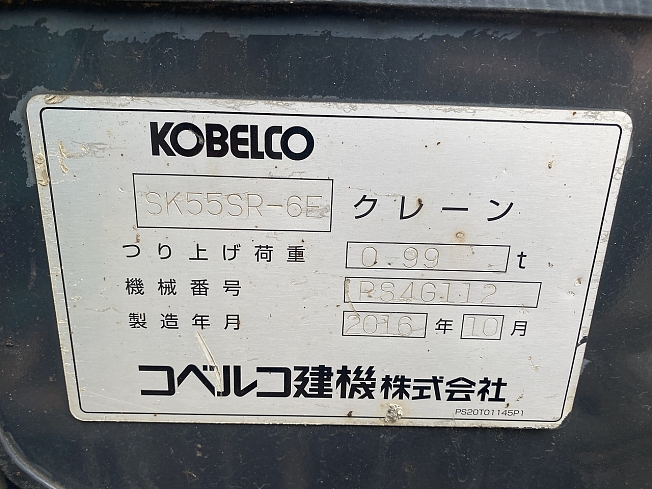 KOBELCO
SK55SR-6E クレーン
つり上げ荷重 0.99 t
機械番号 PS4G112
製造年月 2016 年 10 月
コベルコ建機株式会社
PS20T01145P1